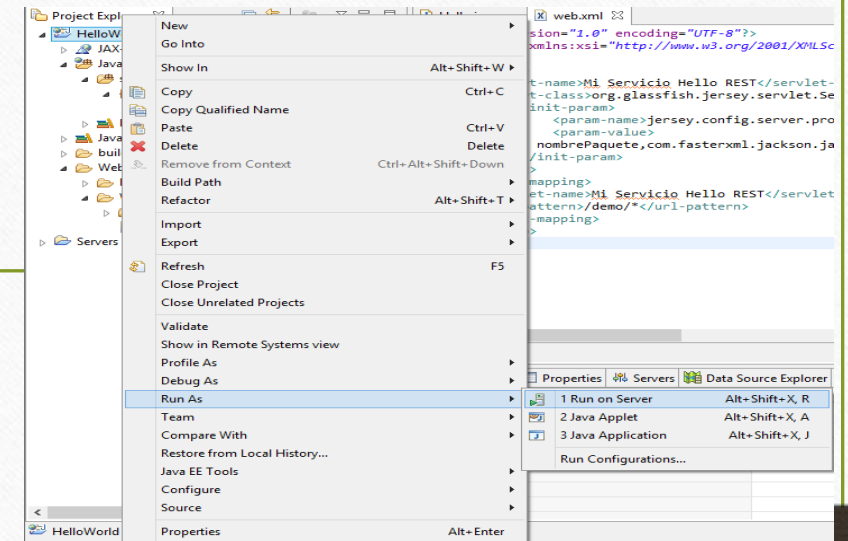 Project Expl
HelloW
JAX-
Java
buil
Web
Servers
HelloWorld
New
Go Into
Show In Alt+Shift+W
Copy Ctrl+C
Copy Qualified Name
Paste Ctrl+V
Delete Delete
Remove from Context Ctrl+Alt+Shift+Down
Build Path
Refactor Alt+Shift+T
Import
Export
Refresh F5
Close Project
Close Unrelated Projects
Validate
Show in Remote Systems view
Profile As
Debug As
Run As
Team
Compare With
Restore from Local History...
Java EE Tools
Configure
Source
Properties Alt+Enter
1 Run on Server Alt+Shift+X, R
2 Java Applet Alt+Shift+X, A
3 Java Application Alt+Shift+X, J
Run Configurations...
web.xml
sion="1.0" encoding="UTF-8"?>
xmlns:xsi="http://www.w3.org/2001/XMLSc
t-name>Mi Servicio Hello REST</servlet-
t-class>org.glassfish.jersey.servlet.Se
init-param>
<param-name>jersey.config.server.pro
<param-value>
nombrePaquete,com.fasterxml.jackson.ja
/init-param>
>
mapping>
et-name>Mi Servicio Hello REST</servlet
attern>/demo/*</url-pattern>
-mapping>
>
Properties Servers Data Source Explorer